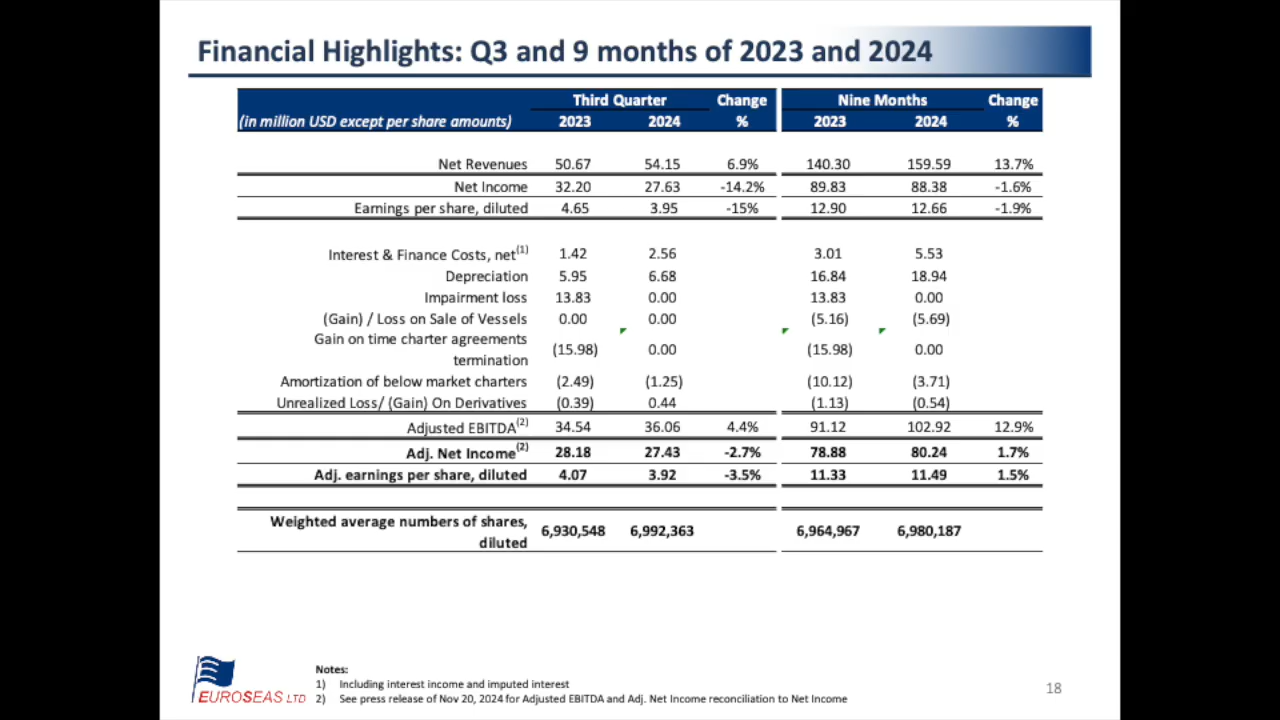 Financial Highlights: Q3 and 9 months of 2023 and 2024
Third Quarter Change Nine Months Change
(in million USD except per share amounts) 2023 2024 % 2023 2024 %
Net Revenues 50.67 54.15 6.9% 140.30 159.59 13.7%
Net Income 32.20 27.63 -14.2% 89.83 88.38 -1.6%
Earnings per share, diluted 4.65 3.95 -15% 12.90 12.66 -1.9%
Interest & Finance Costs, net(1) 1.42 2.56 3.01 5.53
Depreciation 5.95 6.68 16.84 18.94
Impairment loss 13.83 0.00 13.83 0.00
(Gain) / Loss on Sale of Vessels 0.00 0.00 (5.16) (5.69)
Gain on time charter agreements
termination (15.98) 0.00 (15.98) 0.00
Amortization of below market charters (2.49) (1.25) (10.12) (3.71)
Unrealized Loss/ (Gain) On Derivatives (0.39) 0.44 (1.13) (0.54)
Adjusted EBITDA(2) 34.54 36.06 4.4% 91.12 102.92 12.9%
Adj. Net Income(2) 28.18 27.43 -2.7% 78.88 80.24 1.7%
Adj. earnings per share, diluted 4.07 3.92 -3.5% 11.33 11.49 1.5%
Weighted average numbers of shares,
diluted 6,930,548 6,992,363 6,964,967 6,980,187
Notes:
1) Including interest income and imputed interest
2) See press release of Nov 20, 2024 for Adjusted EBITDA and Adj. Net Income reconciliation to Net Income
EUROSEAS LTD
18